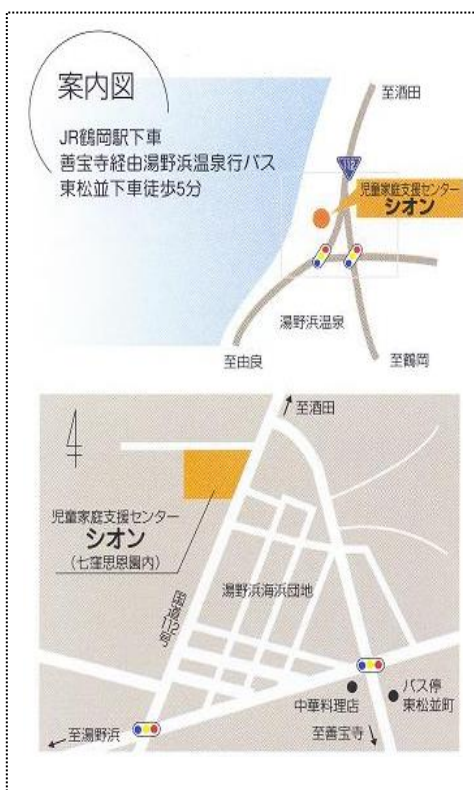 案内図
JR鶴岡駅下車
善宝寺経由湯野浜温泉行バス
東松並下車徒歩5分
至酒田
112
児童家庭支援センター
シオン
湯野浜温泉
至由良
至鶴岡
至酒田
4
児童家庭支援センター
シオン
(七窪思恩園内)
湯野浜海浜団地
国道112号
バス停
東松並町
中華料理店
至湯野浜
至善宝寺